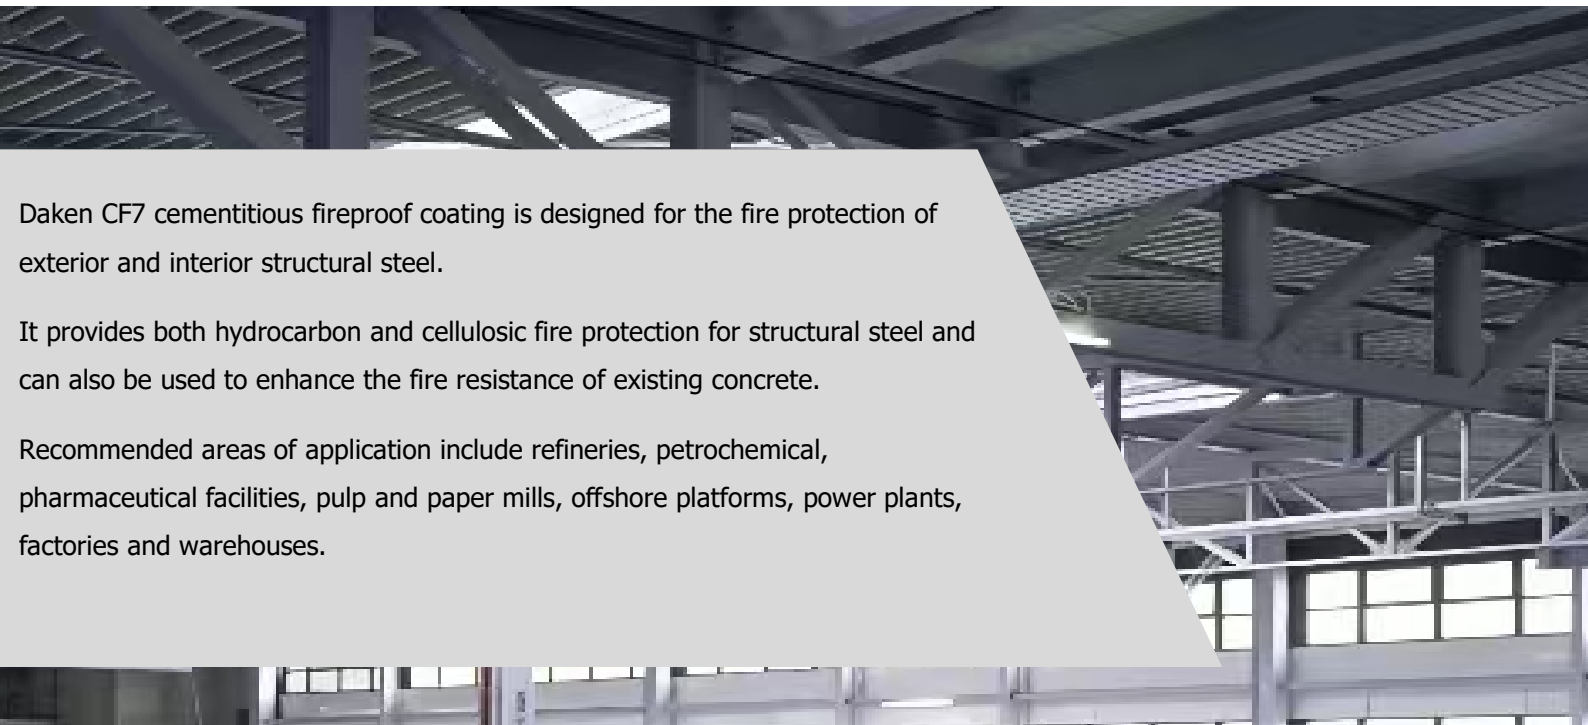 Daken CF7 cementitious fireproof coating is designed for the fire protection of
exterior and interior structural steel.
It provides both hydrocarbon and cellulosic fire protection for structural steel and
can also be used to enhance the fire resistance of existing concrete.
Recommended areas of application include refineries, petrochemical,
pharmaceutical facilities, pulp and paper mills, offshore platforms, power plants,
factories and warehouses.